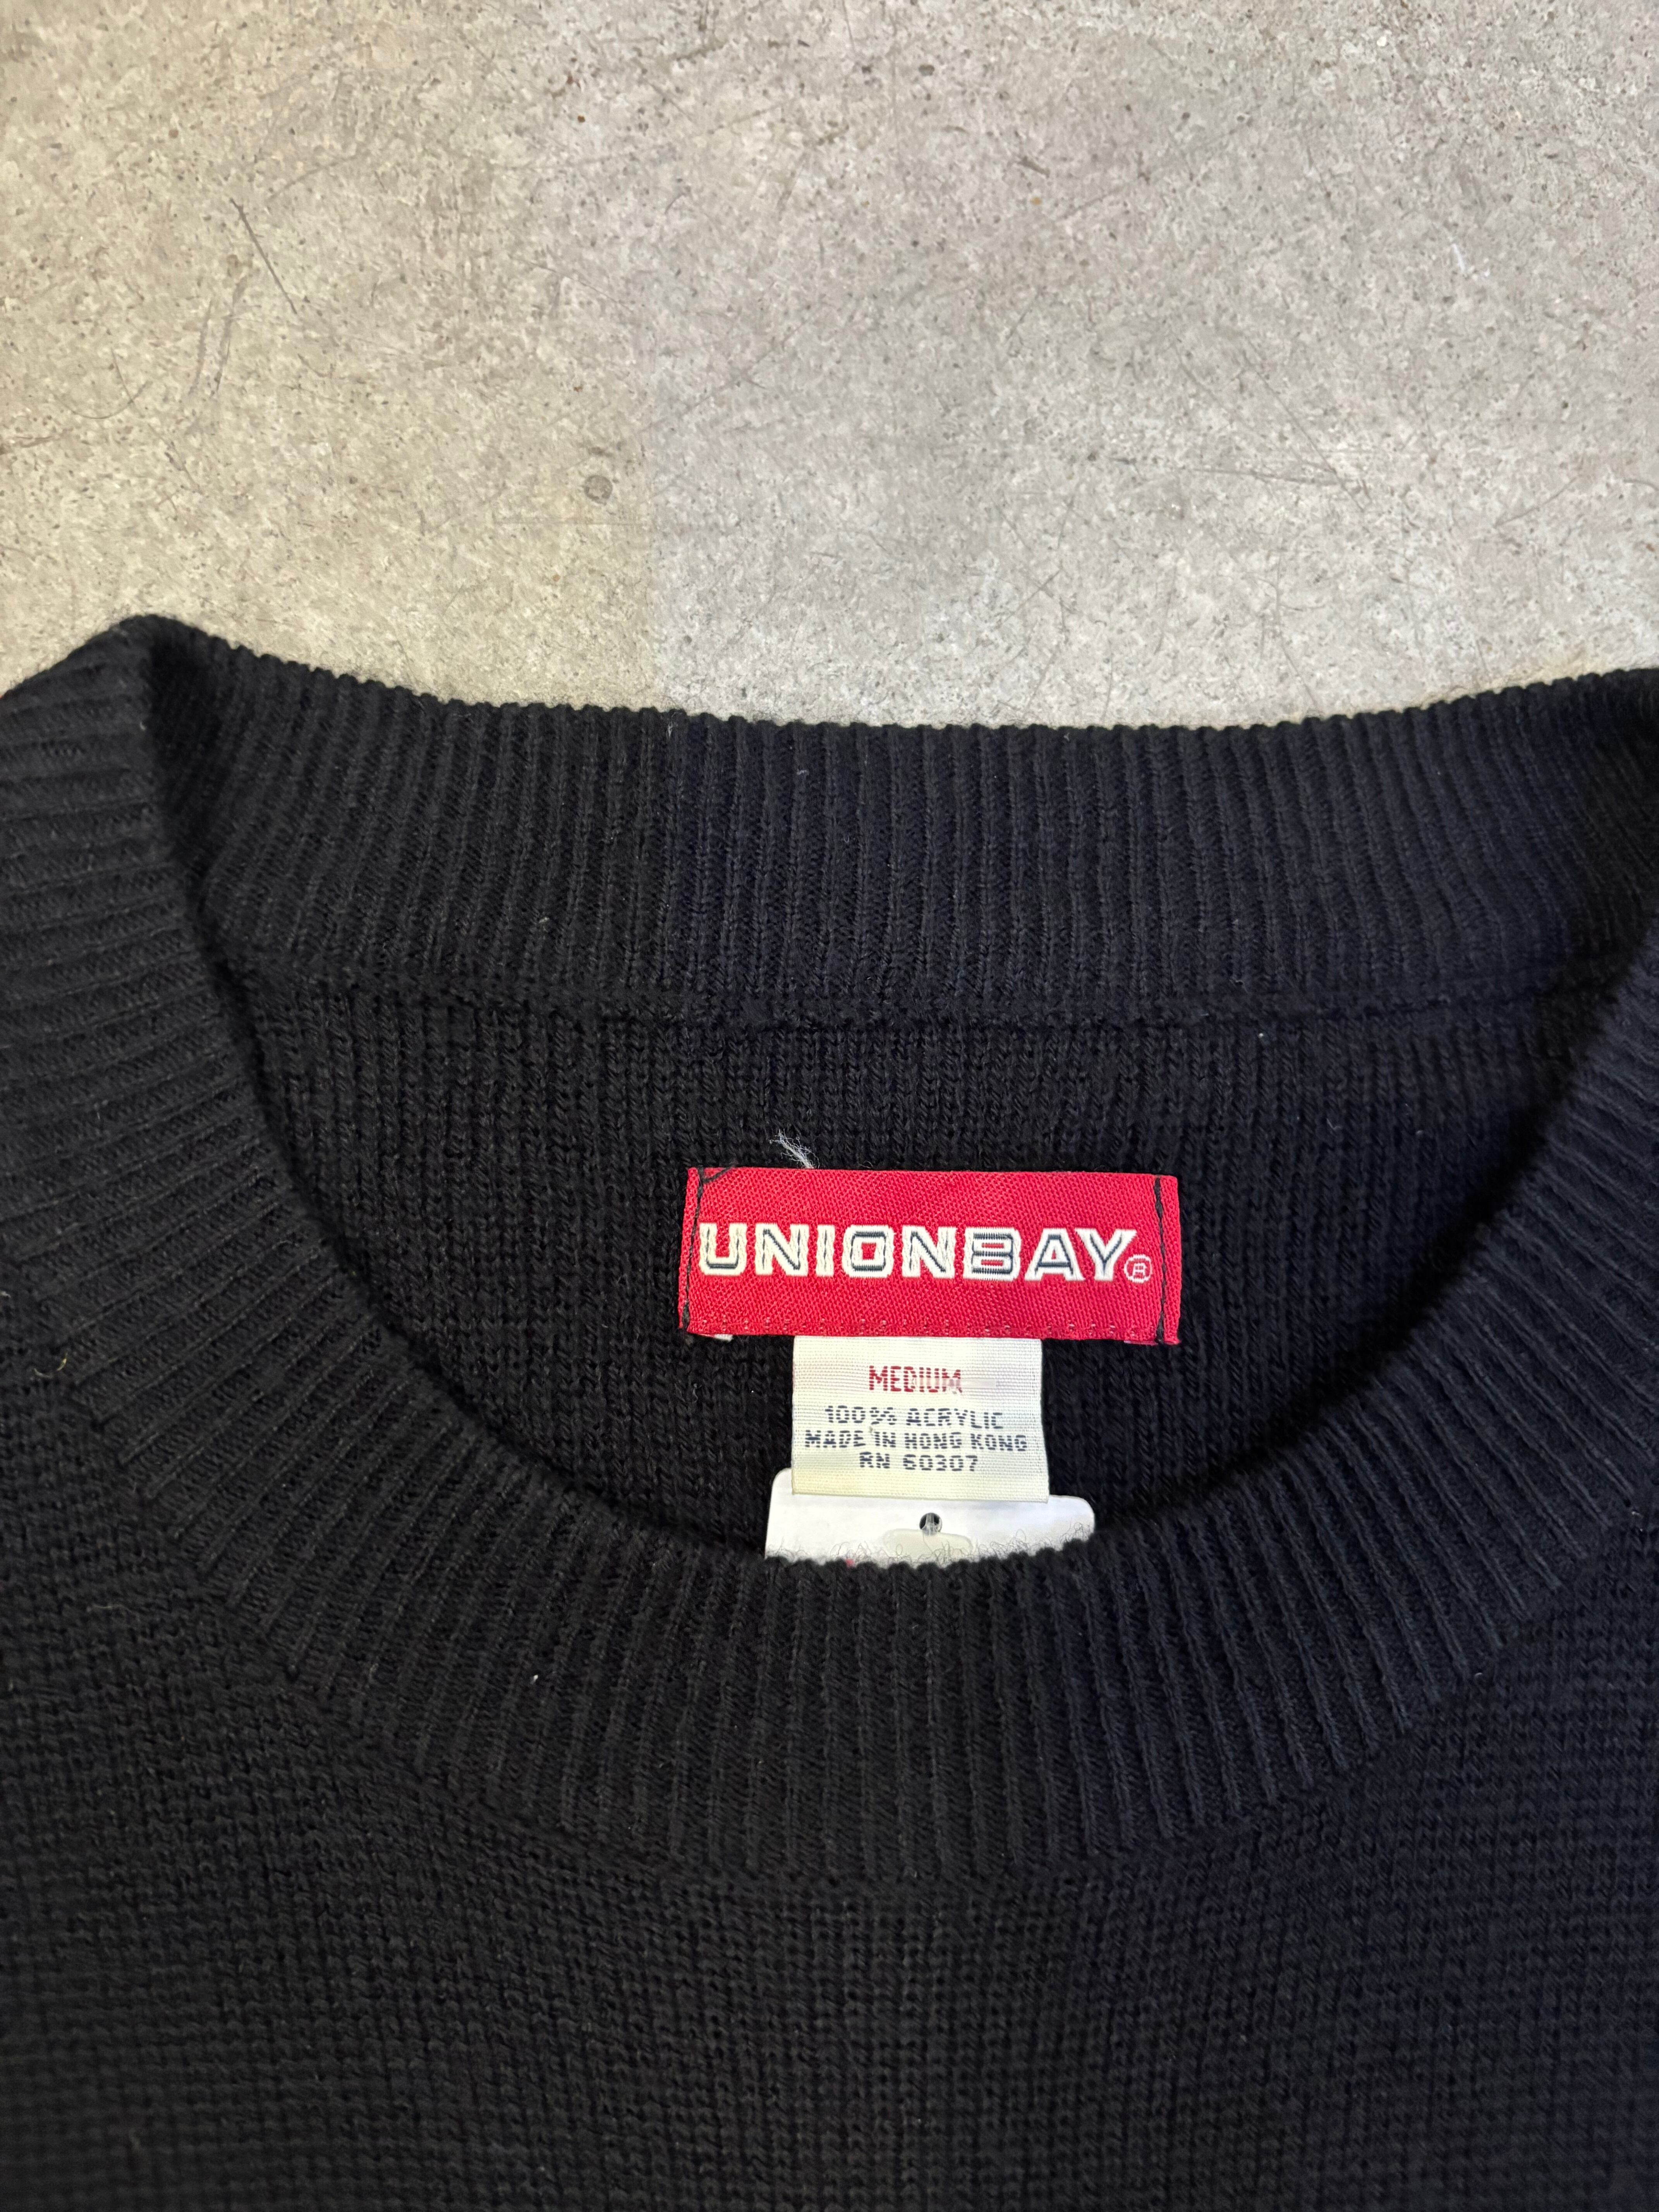 UNIONBAY®
MEDIUM
100% ACRYLIC
MADE IN HONG KONG
RN 60307